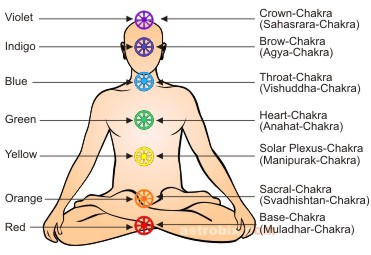 Violet
Crown-Chakra
(Sahasrara-Chakra)
Indigo
Brow-Chakra
(Agya-Chakra)
Blue
Throat-Chakra
(Vishuddha-Chakra)
Green
Heart-Chakra
(Anahat-Chakra)
Yellow
Solar Plexus-Chakra
(Manipurak-Chakra)
Orange
Sacral-Chakra
(Svadhishtan-Chakra)
Red
Base-Chakra
(Muladhar-Chakra)